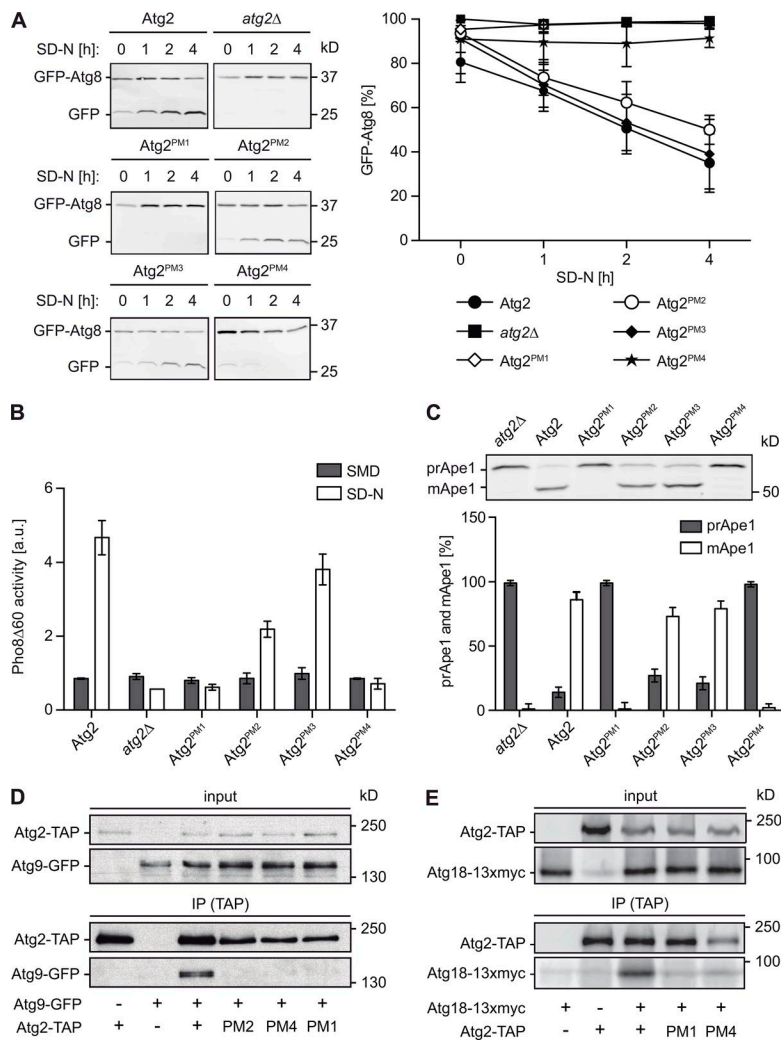 A
Atg2 atg2Δ
SD-N [h]: 0 1 2 4 0 1 2 4 kD
GFP-Atg8 37
GFP 25
Atg2PM1 Atg2PM2
SD-N [h]: 0 1 2 4 0 1 2 4
GFP-Atg8 37
GFP 25
Atg2PM3 Atg2PM4
SD-N [h]: 0 1 2 4 0 1 2 4
GFP-Atg8 37
GFP 25
GFP-Atg8 [%]
100
80
60
40
20
0
0 1 2 4
SD-N [h]
Atg2 Atg2PM2
atg2Δ Atg2PM3
Atg2PM1 Atg2PM4
B
SMD
SD-N
Pho8Δ60 activity [a.u.]
6
4
2
0
Atg2 atg2Δ Atg2PM1 Atg2PM2 Atg2PM3 Atg2PM4
C
atg2Δ Atg2 Atg2PM1 Atg2PM2 Atg2PM3 Atg2PM4 kD
prApe1
mApe1 50
prApe1
mApe1
prApe1 and mApe1 [%]
150
100
50
0
atg2Δ Atg2 Atg2PM1 Atg2PM2 Atg2PM3 Atg2PM4
D
input kD
Atg2-TAP 250
Atg9-GFP 130
IP (TAP)
Atg2-TAP 250
Atg9-GFP 130
Atg9-GFP - + + + + +
Atg2-TAP + - + PM2 PM4 PM1
E
input kD
Atg2-TAP 250
Atg18-13xmyc 100
IP (TAP)
Atg2-TAP 250
Atg18-13xmyc 100
Atg18-13xmyc + - + + +
Atg2-TAP - + + PM1 PM4